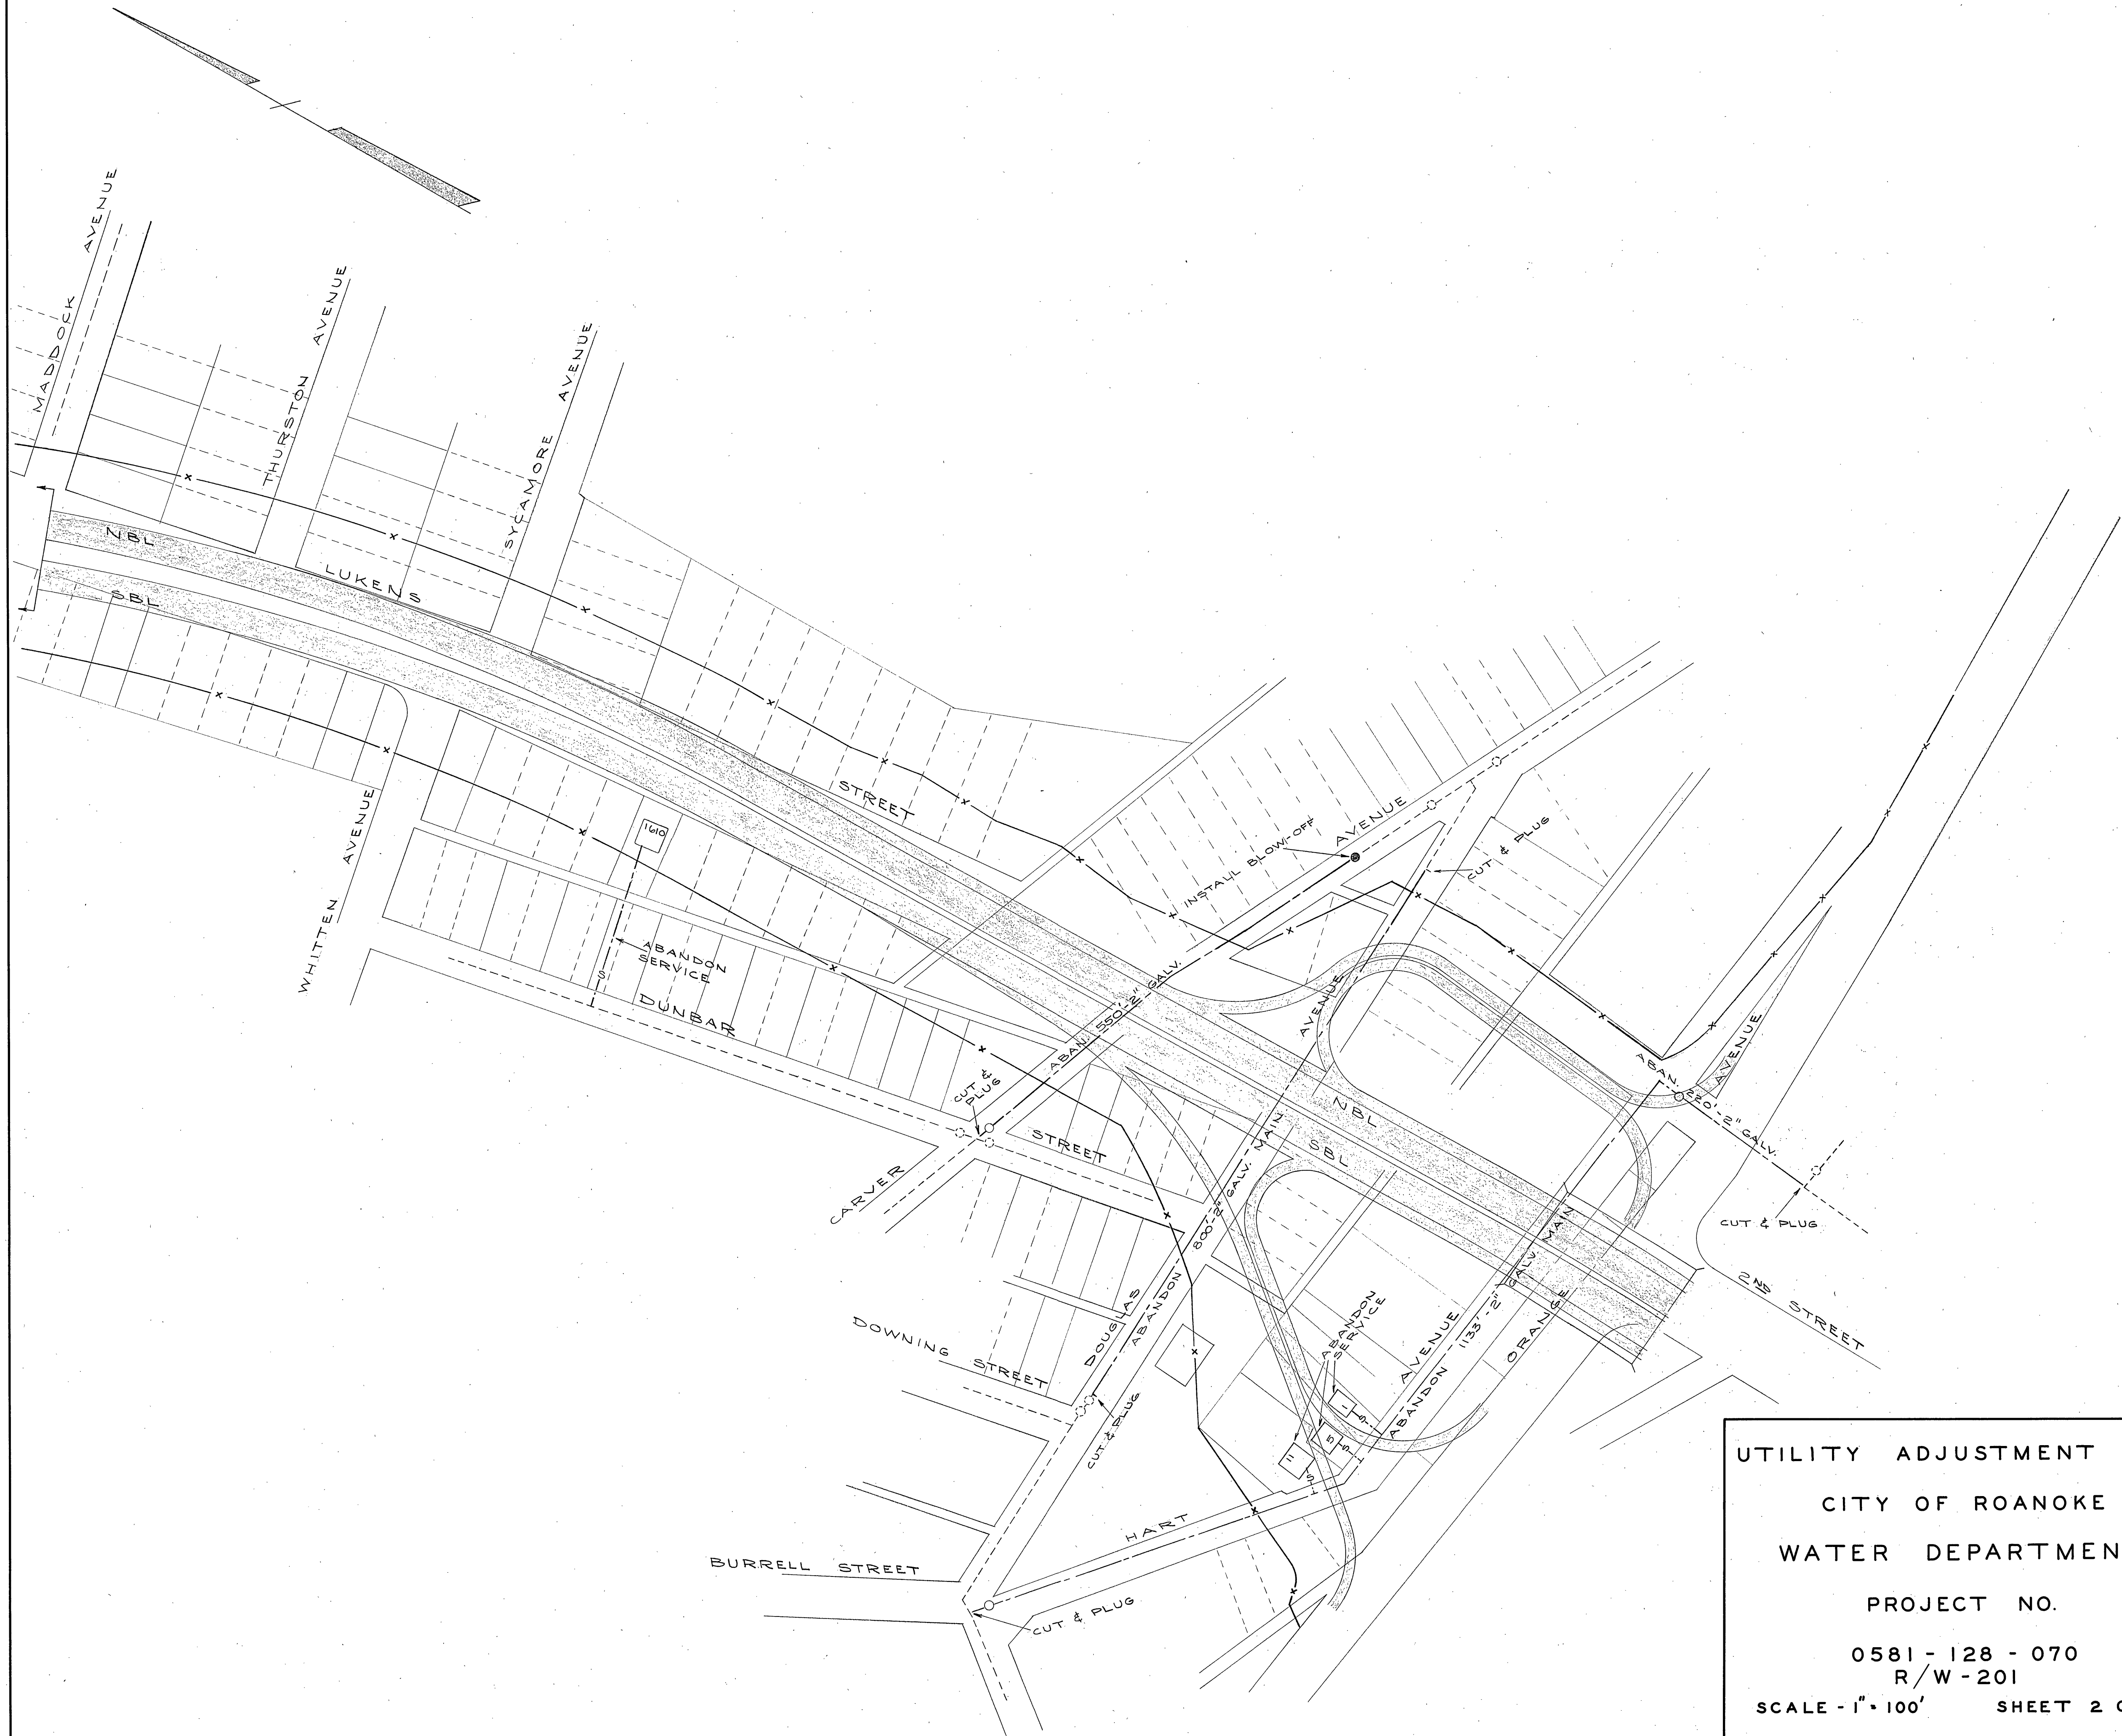 MADDOCK AVENUE
THURSTON AVENUE
SYCAMORE AVENUE
NBL
SBL
LUKENS
STREET
WHITTEN AVENUE
1610
ABANDON
SERVICE
S
DUNBAR
STREET
INSTALL BLOW-OFF
AVENUE
CUT & PLUG
ABAN. 550'-2" GALV.
CUT &
PLUG
CARVER
AVENUE
NBL
SBL
ABAN. 220'-2" GALV.
AVENUE
CUT & PLUG
2ND STREET
DOUGLAS
ABANDON 800'-2" GALV. MAIN
CUT & PLUG
DOWNING STREET
ABANDON
SERVICE
1
S
5
S
11
S
AVENUE
ABANDON 1133'-2" GALV. MAIN
ORANGE
HART
BURRELL STREET
CUT & PLUG
UTILITY ADJUSTMENT
CITY OF ROANOKE
WATER DEPARTMEN
PROJECT NO.
0581-128-070
R/W-201
SCALE-1"=100' SHEET 2